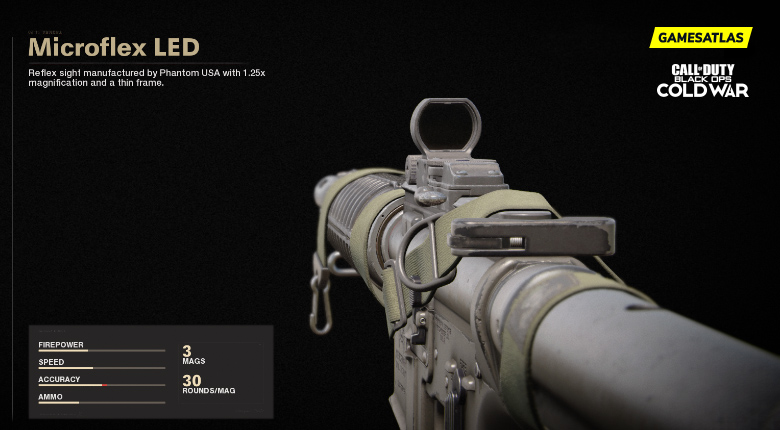 Microflex LED
Reflex sight manufactured by Phantom USA with 1.25x
magnification and a thin frame.
GAMESATLAS
CALL OF DUTY
BLACK OPS
COLD WAR
FIREPOWER
SPEED
ACCURACY
AMMO
3
MAGS
30
ROUNDS/MAG